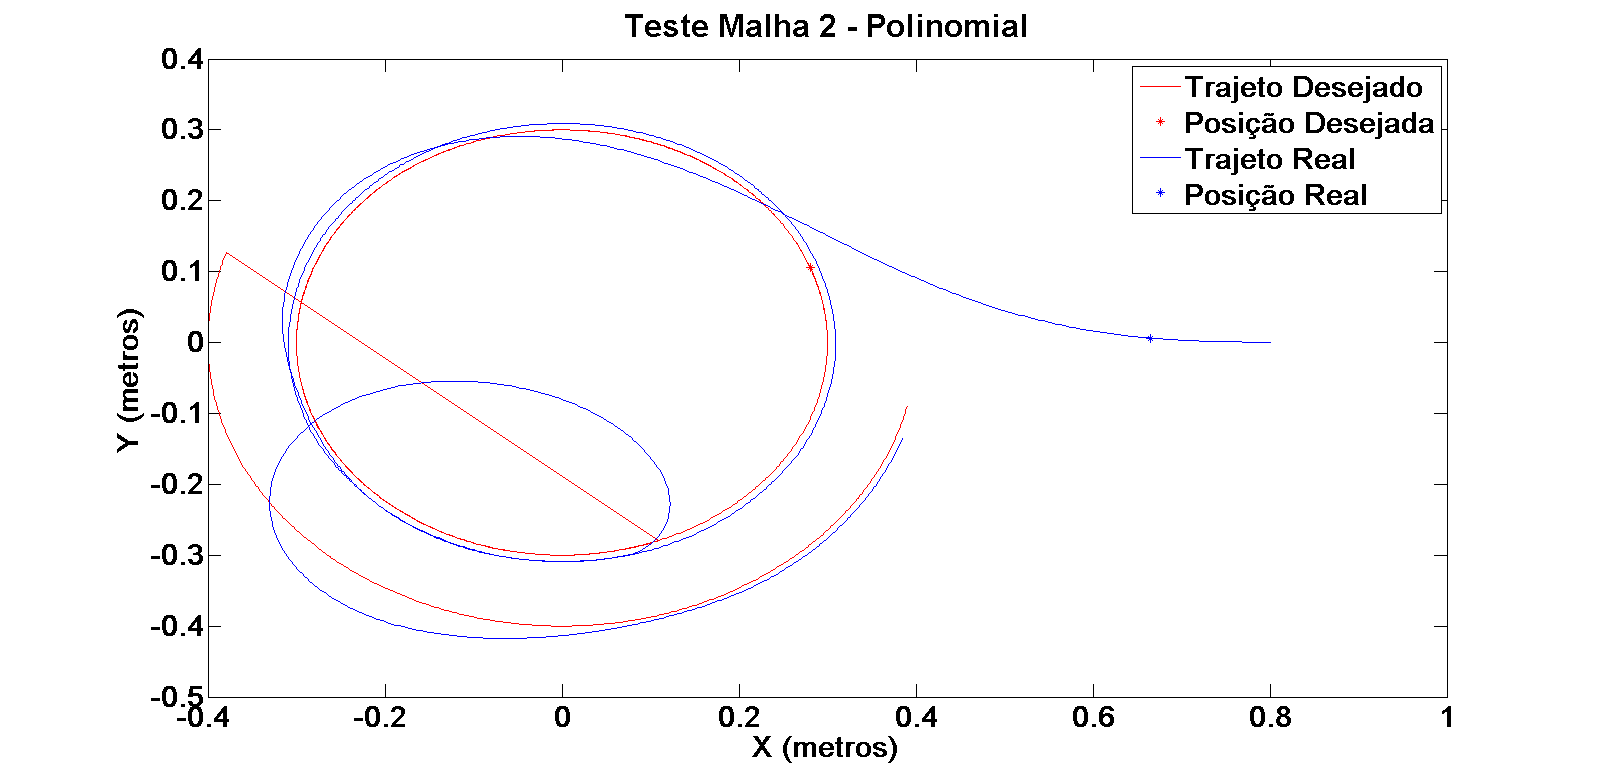 Teste Malha 2 - Polinomial
Trajeto Desejado
Posição Desejada
Trajeto Real
Posição Real
Y (metros)
0.4
0.3
0.2
0.1
0
-0.1
-0.2
-0.3
-0.4
-0.5
-0.4 -0.2 0 0.2 0.4 0.6 0.8 1
X (metros)